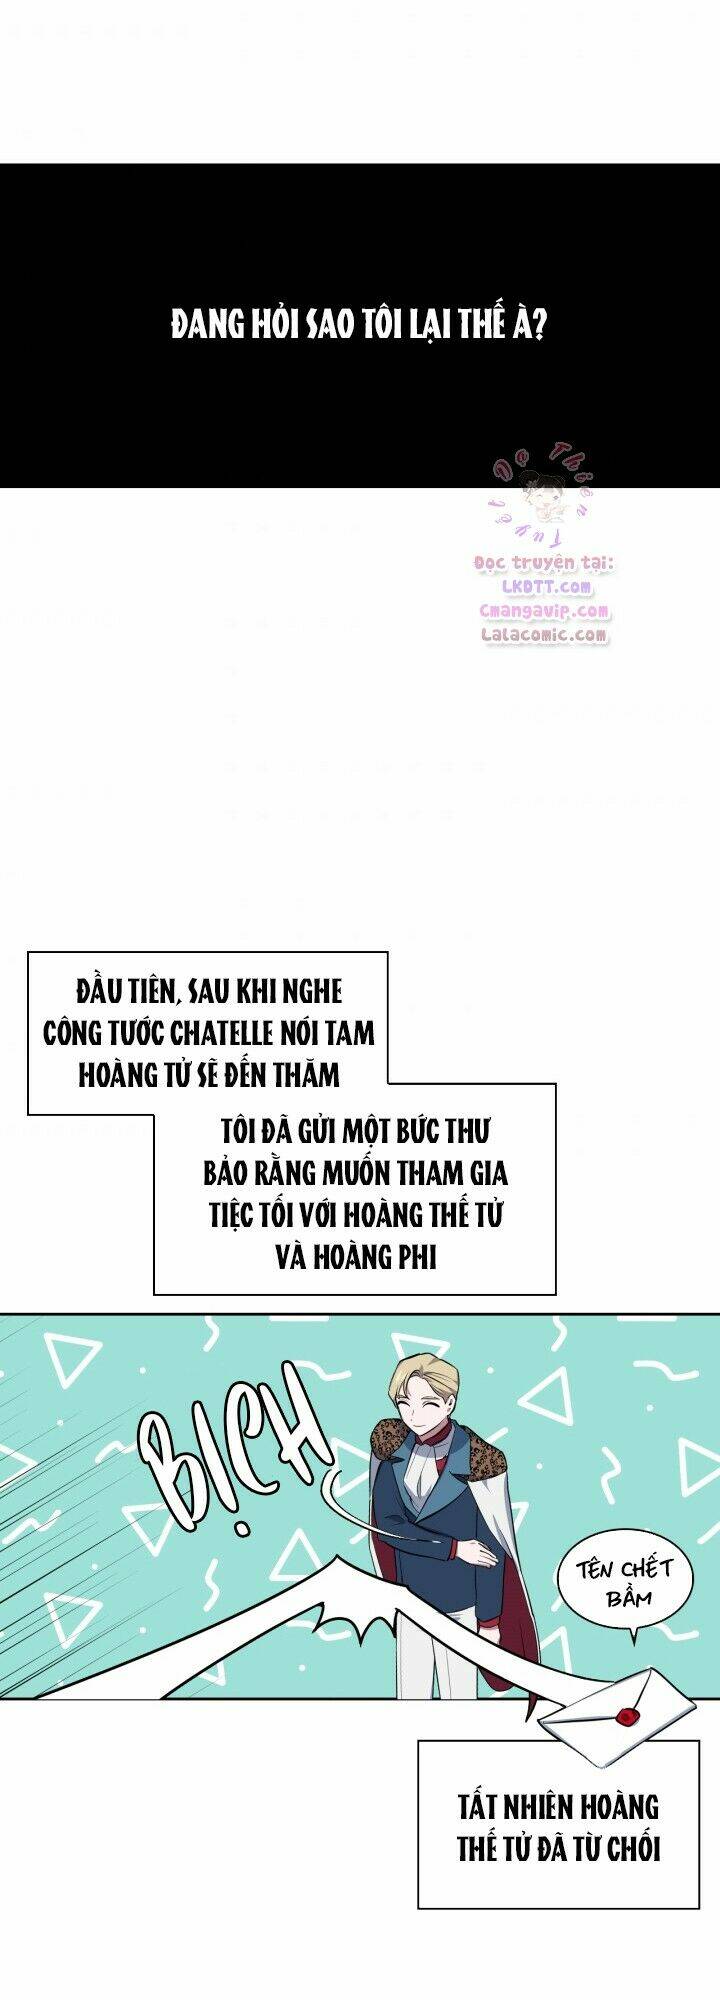 ĐANG HỎI SAO TÔI LẠI THẾ À?
Tuyết Dạ Thiên
Đọc truyện tại:
LKDTT.com
Cmangavip.com
Lalacomic.com
ĐẦU TIÊN, SAU KHI NGHE
CÔNG TƯỚC CHATELLE NÓI TAM
HOÀNG TỬ SẼ ĐẾN THĂM
TÔI ĐÃ GỬI MỘT BỨC THƯ
BẢO RẰNG MUỐN THAM GIA
TIỆC TỐI VỚI HOÀNG THẾ TỬ
VÀ HOÀNG PHI
BỊCH
TÊN CHẾT
BẦM
TẤT NHIÊN HOÀNG
THẾ TỬ ĐÃ TỪ CHỐI